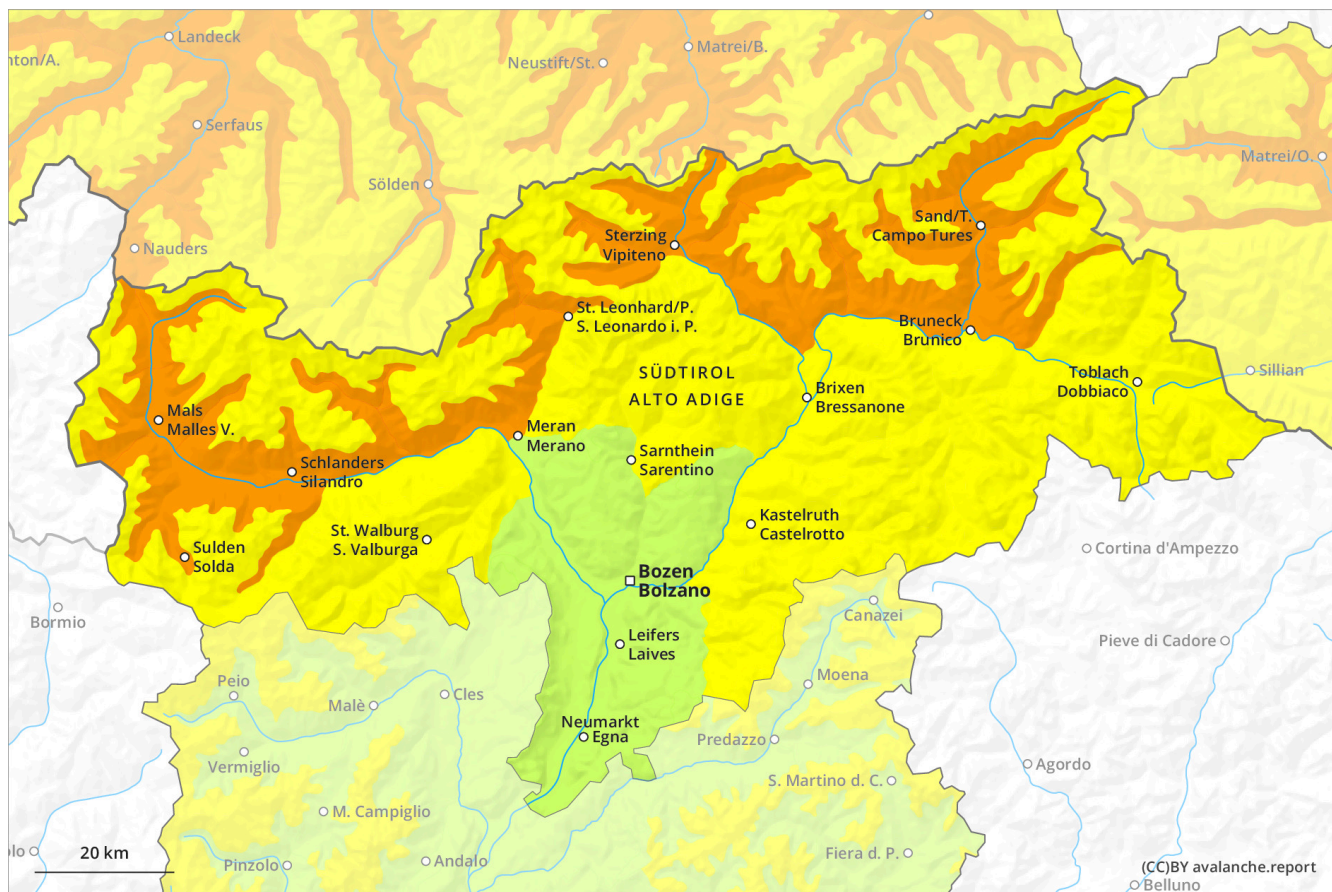 Landeck
Matrei/B.
nton/A.
Neustift/St.
Serfaus
Matrei/O.
Sölden
Sand/T.
Campo Tures
Sterzing
Vipiteno
Nauders
St. Leonhard/P.
S. Leonardo i. P.
Bruneck
Brunico
SÜDTIROL
ALTO ADIGE
Toblach
Dobbiaco
Sillian
Brixen
Bressanone
Mals
Malles V.
Meran
Merano
Sarnthein
Sarentino
Schlanders
Silandro
Kastelruth
Castelrotto
St. Walburg
S. Valburga
Sulden
Solda
Cortina d'Ampezzo
Bozen
Bolzano
Bormio
Canazei
Leifers
Laives
Pieve di Cadore
Peio
Moena
Malè
Cles
Neumarkt
Egna
Predazzo
Vermiglio
Agordo
S. Martino d. C.
M. Campiglio
olo
20 km
Pinzolo
Andalo
Fiera d. P.
(CC)BY avalanche.report
Belluno